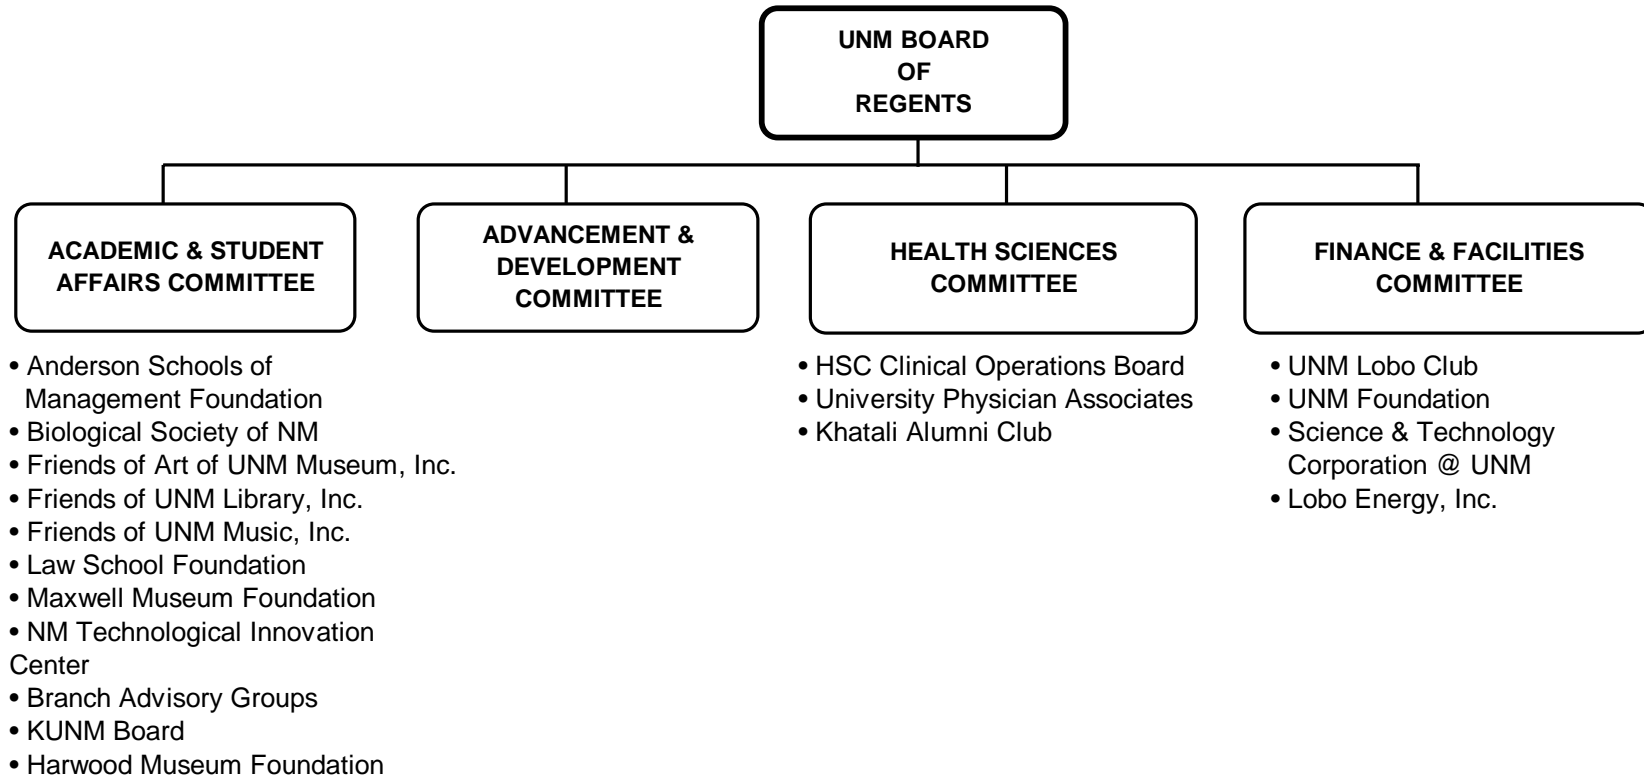 UNM BOARD
OF
REGENTS
ACADEMIC & STUDENT
AFFAIRS COMMITTEE
ADVANCEMENT &
DEVELOPMENT
COMMITTEE
HEALTH SCIENCES
COMMITTEE
FINANCE & FACILITIES
COMMITTEE
• Anderson Schools of
Management Foundation
• Biological Society of NM
• Friends of Art of UNM Museum, Inc.
• Friends of UNM Library, Inc.
• Friends of UNM Music, Inc.
• Law School Foundation
• Maxwell Museum Foundation
• NM Technological Innovation
Center
• Branch Advisory Groups
• KUNM Board
• Harwood Museum Foundation
• HSC Clinical Operations Board
• University Physician Associates
• Khatali Alumni Club
• UNM Lobo Club
• UNM Foundation
• Science & Technology
Corporation @ UNM
• Lobo Energy, Inc.